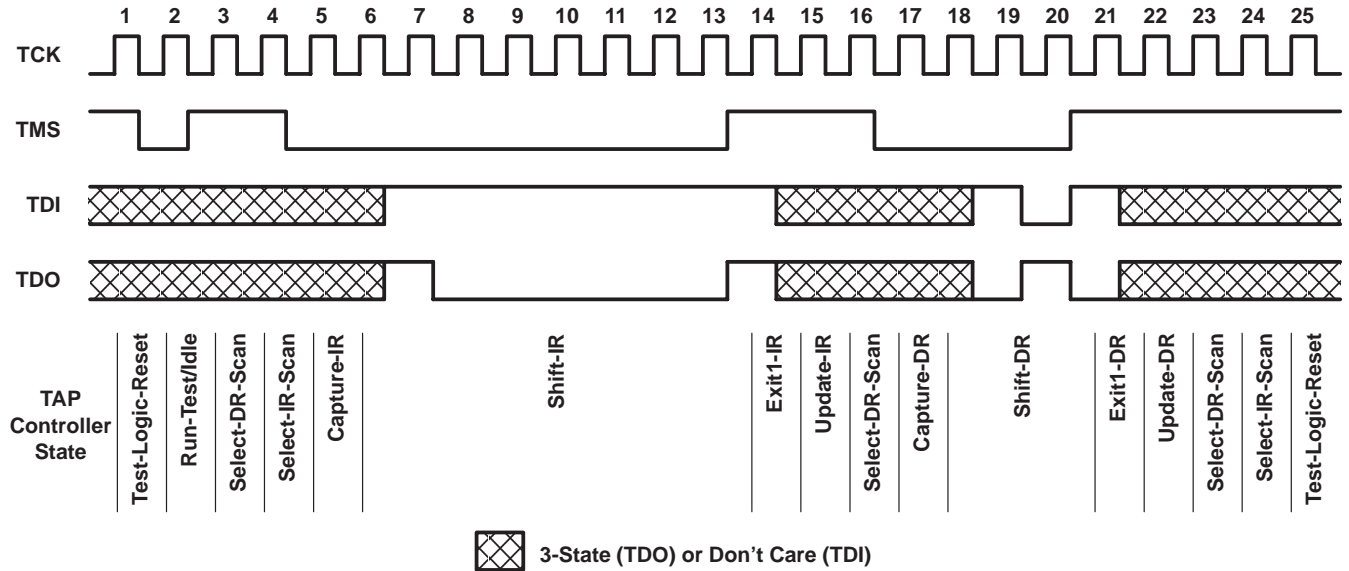 1 2 3 4 5 6 7 8 9 10 11 12 13 14 15 16 17 18 19 20 21 22 23 24 25
TCK
TMS
TDI
TDO
TAP
Controller
State
Test-Logic-Reset
Run-Test/Idle
Select-DR-Scan
Select-IR-Scan
Capture-IR
Shift-IR
Exit1-IR
Update-IR
Select-DR-Scan
Capture-DR
Shift-DR
Exit1-DR
Update-DR
Select-DR-Scan
Select-IR-Scan
Test-Logic-Reset
3-State (TDO) or Don't Care (TDI)